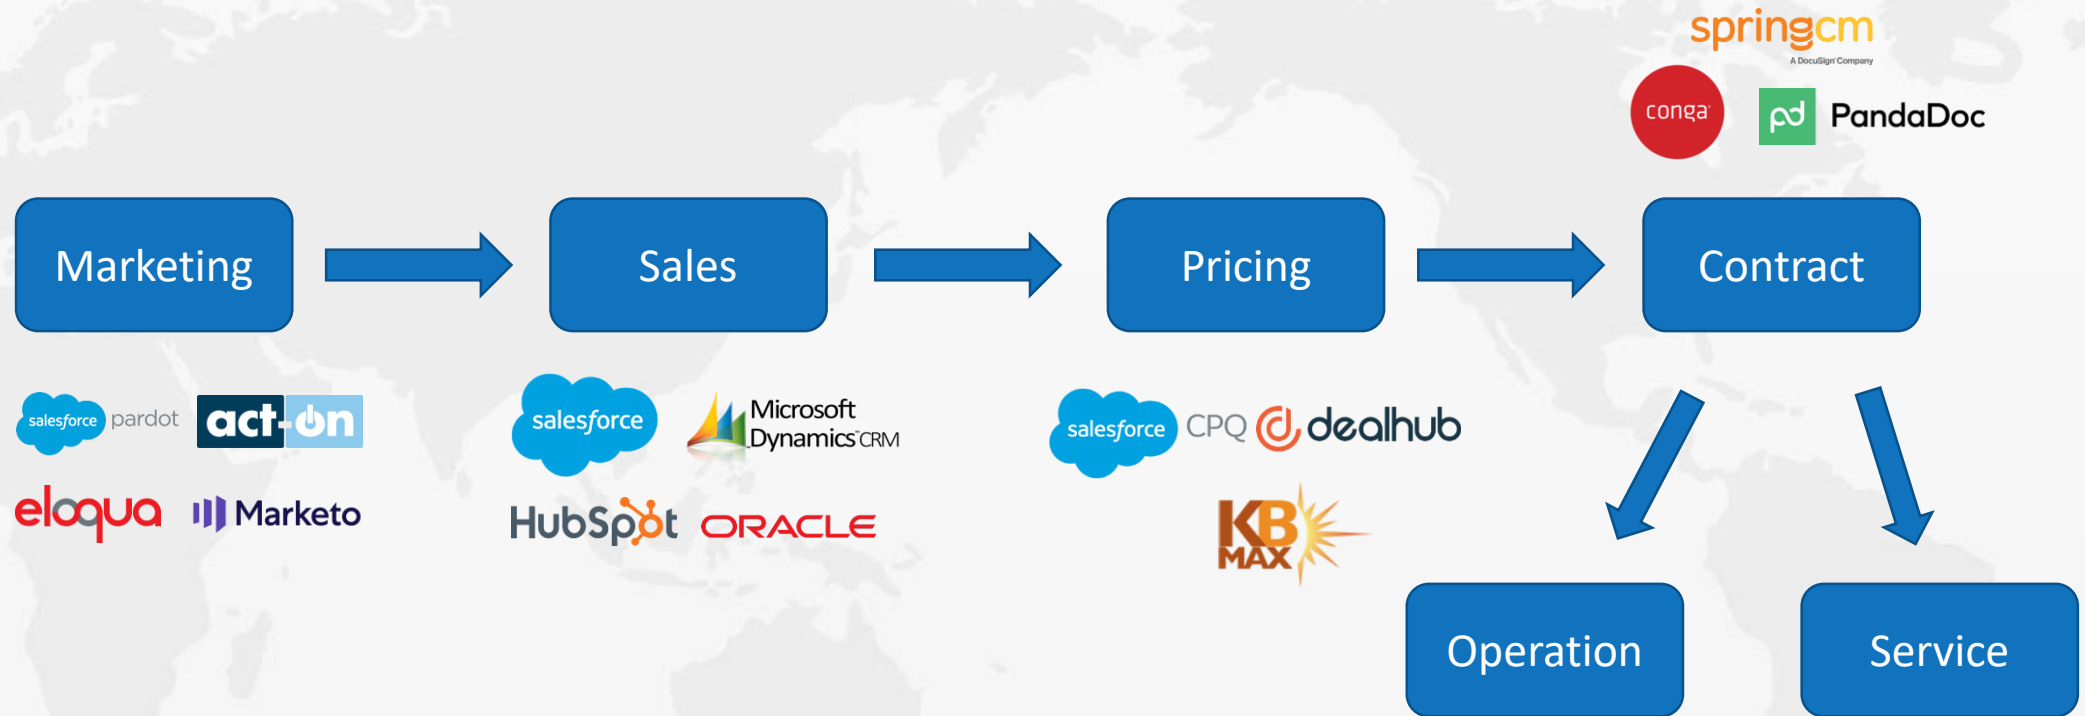 springcm
A DocuSign Company
conga
pd PandaDoc
Marketing
Sales
Pricing
Contract
salesforce pardot
act-on
eloqua
Marketo
salesforce
Microsoft
Dynamics CRM
HubSpot
ORACLE
salesforce CPQ
dealhub
KB
MAX
Operation
Service